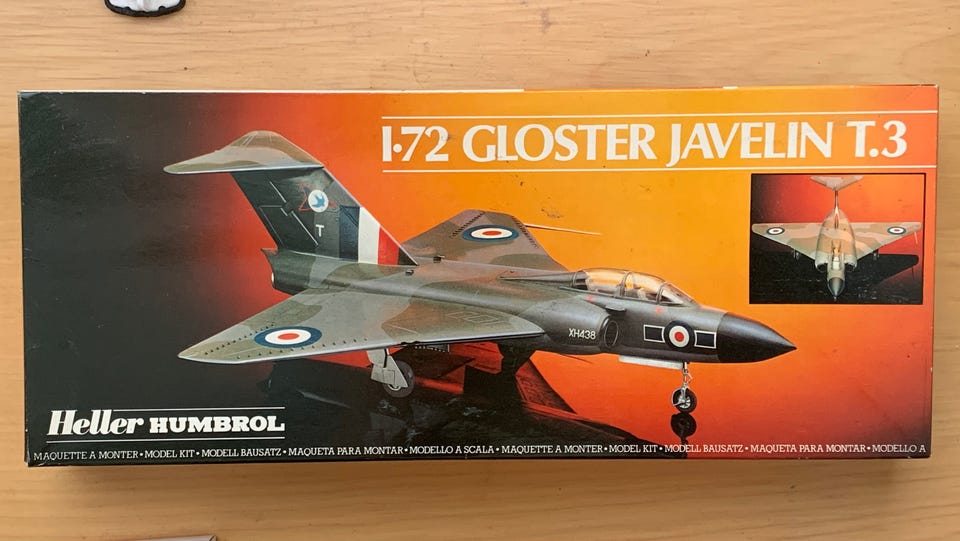 1·72 GLOSTER JAVELIN T.3
T
XH438
Heller HUMBROL
MAQUETTE A MONTER • MODEL KIT • MODELL BAUSATZ • MAQUETA PARA MONTAR • MODELLO A SCALA • MAQUETTE A MONTER • MODEL KIT • MODELL BAUSATZ • MAQUETA PARA MONTAR • MODELLO A